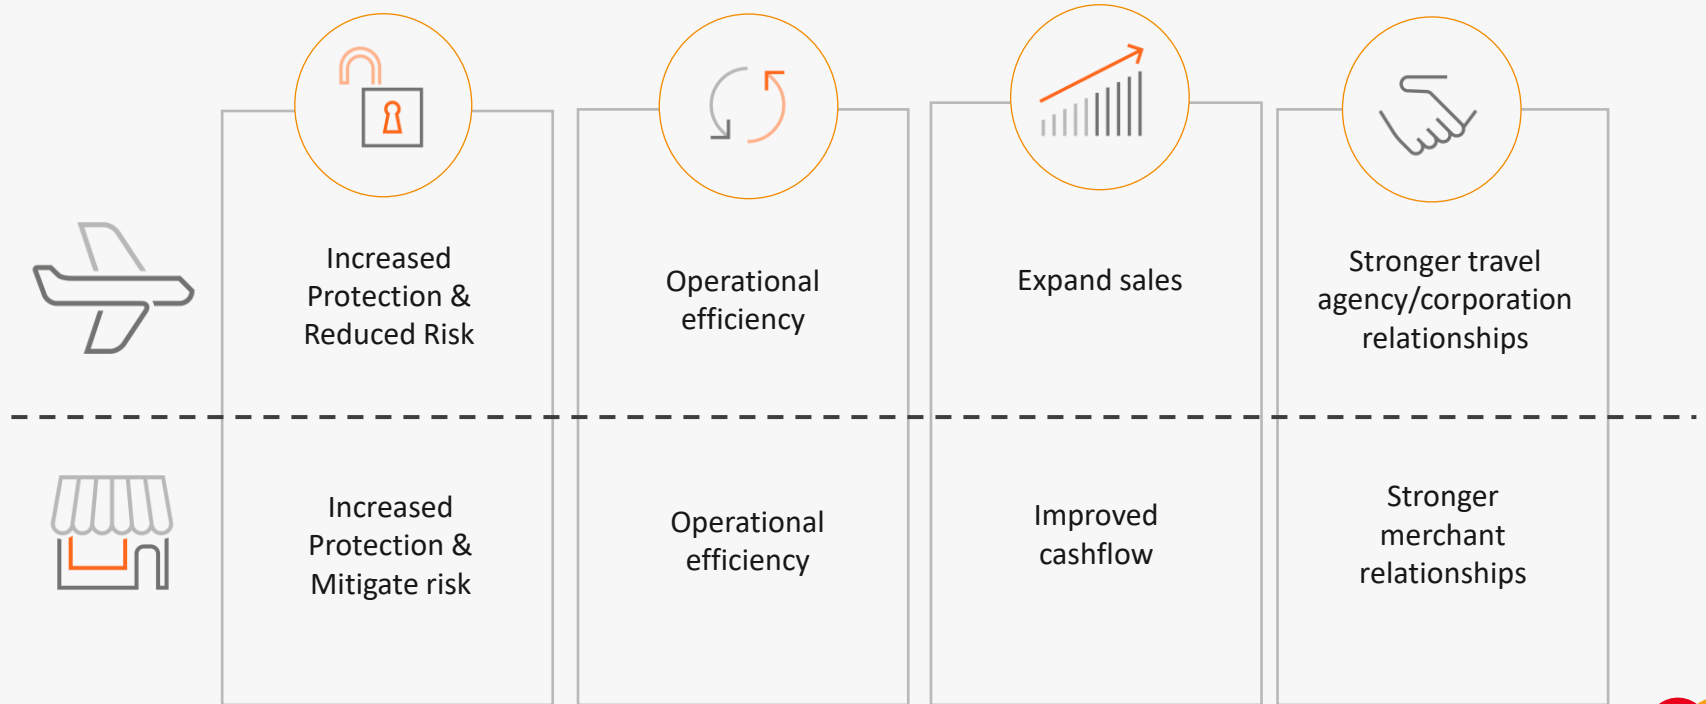 Increased
Protection &
Reduced Risk
Operational
efficiency
Expand sales
Stronger travel
agency/corporation
relationships
Increased
Protection &
Mitigate risk
Operational
efficiency
Improved
cashflow
Stronger
merchant
relationships